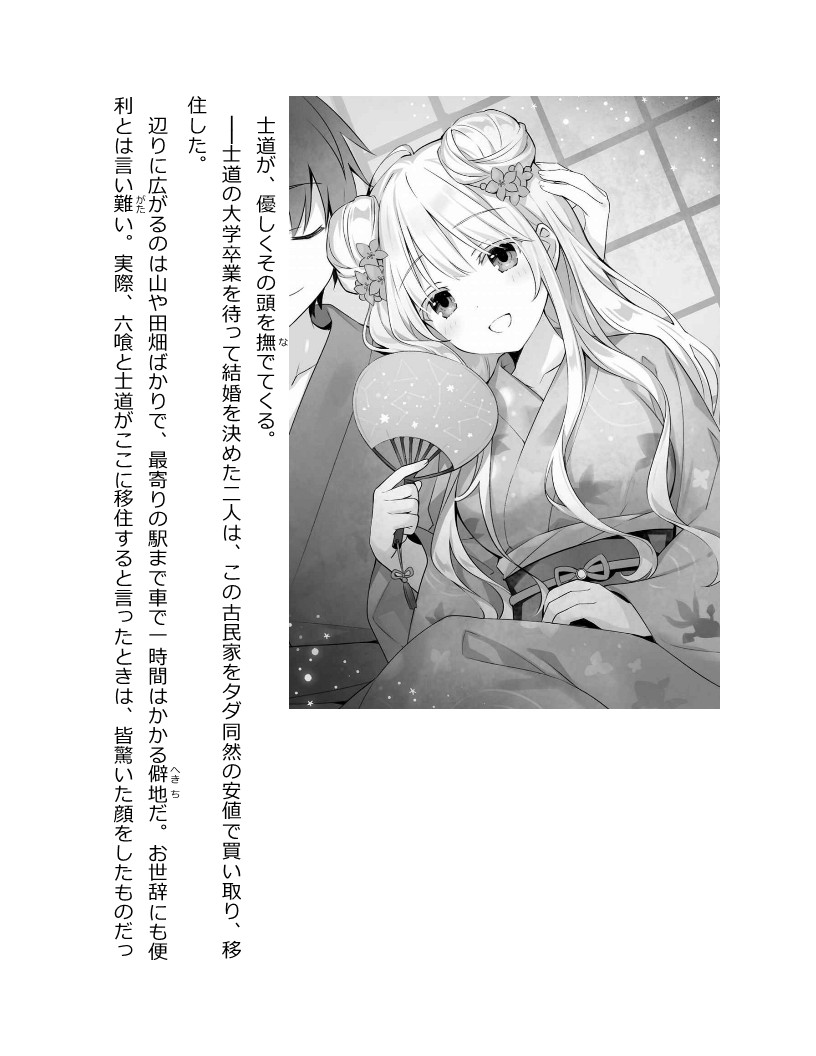 士道が、優しくその頭を撫でてくる。
――士道の大学卒業を待って結婚を決めた二人は、この古民家をタダ同然の安値で買い取り、移
住した。
辺りに広がるのは山や田畑ばかりで、最寄りの駅まで車で一時間はかかる僻地だ。お世辞にも便
利とは言い難い。実際、六喰と士道がここに移住すると言ったときは、皆驚いた顔をしたものだっ